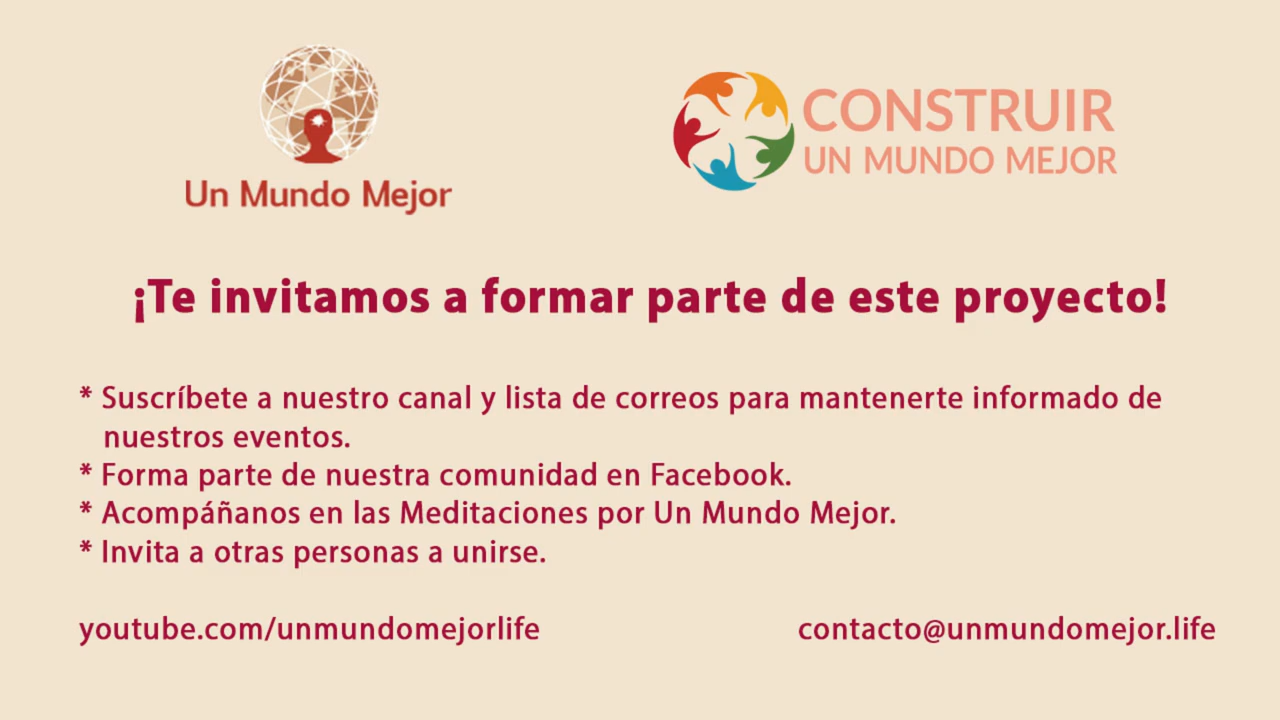 Un Mundo Mejor
CONSTRUIR
UN MUNDO MEJOR
¡Te invitamos a formar parte de este proyecto!
* Suscríbete a nuestro canal y lista de correos para mantenerte informado de
nuestros eventos.
* Forma parte de nuestra comunidad en Facebook.
* Acompáñanos en las Meditaciones por Un Mundo Mejor.
* Invita a otras personas a unirse.
youtube.com/unmundomejorlife
contacto@unmundomejor.life